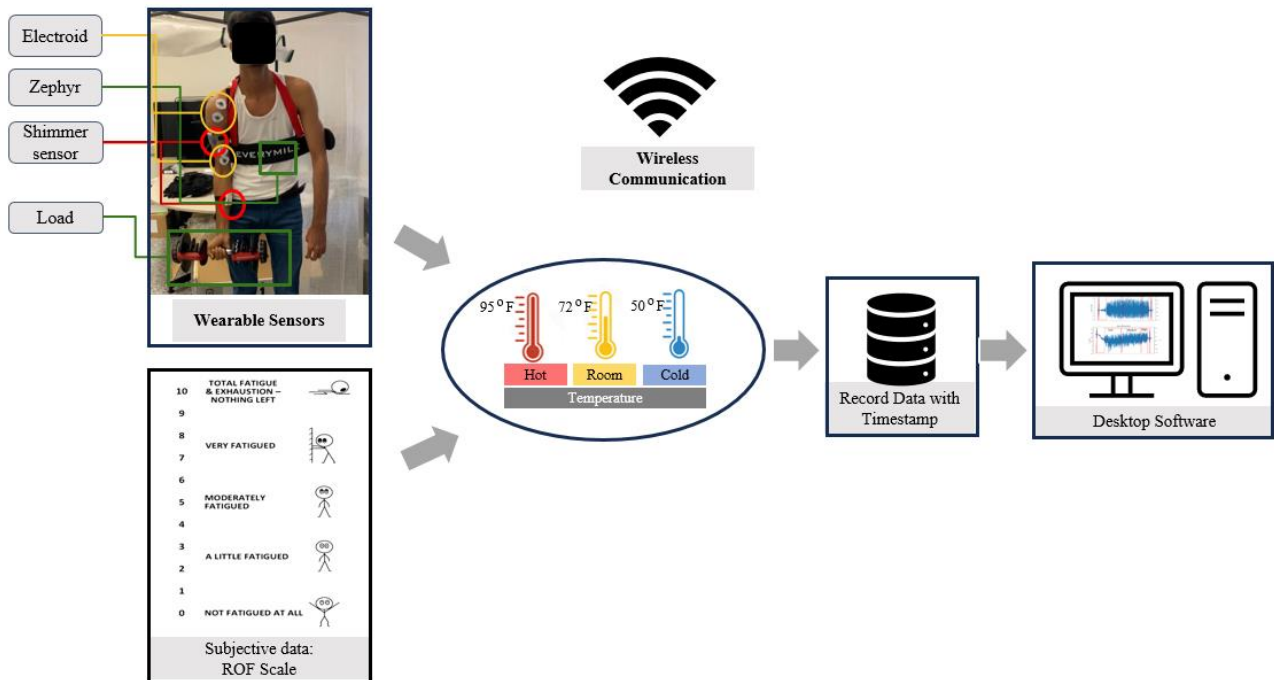 Electroid
Zephyr
Shimmer
sensor
Load
EVERYMIL
Wearable Sensors
10
TOTAL FATIGUE
& EXHAUSTION –
NOTHING LEFT
9
8
VERY FATIGUED
7
6
5
MODERATELY
FATIGUED
4
3
A LITTLE FATIGUED
2
1
0 NOT FATIGUED AT ALL
Subjective data:
ROF Scale
Wireless
Communication
95 o F 72 o F 50 o F
Hot Room Cold
Temperature
Record Data with
Timestamp
Desktop Software